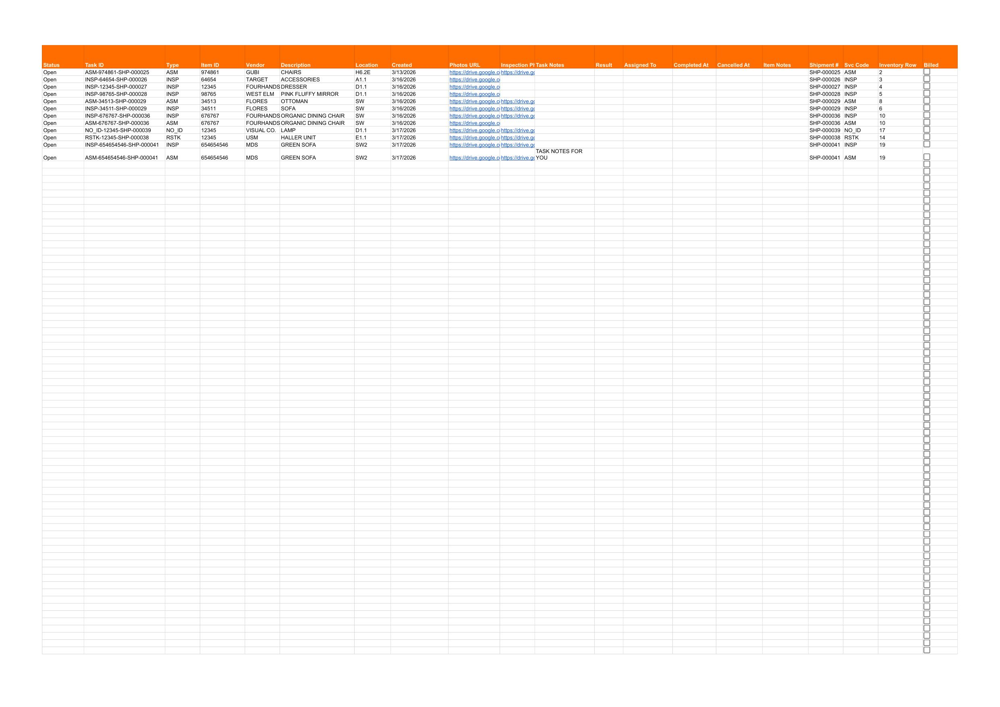 Status Task ID Type Item ID Vendor Description Location Created Photos URL Inspection Pl Task Notes Result Assigned To Completed At Cancelled At Item Notes Shipment # Svc Code Inventory Row Billed
Open ASM-974861-SHP-000025 ASM 974861 GUBI CHAIRS H6.2E 3/13/2026 https://drive.google.c https://drive.go SHP-000025 ASM 2
Open INSP-64654-SHP-000026 INSP 64654 TARGET ACCESSORIES A1.1 3/16/2026 https://drive.google.c SHP-000026 INSP 3
Open INSP-12345-SHP-000027 INSP 12345 FOURHANDS DRESSER D1.1 3/16/2026 https://drive.google.c SHP-000027 INSP 4
Open INSP-98765-SHP-000028 INSP 98765 WEST ELM PINK FLUFFY MIRROR D1.1 3/16/2026 https://drive.google.c SHP-000028 INSP 5
Open ASM-34513-SHP-000029 ASM 34513 FLORES OTTOMAN SW 3/16/2026 https://drive.google.c https://drive.go SHP-000029 ASM 8
Open INSP-34511-SHP-000029 INSP 34511 FLORES SOFA SW 3/16/2026 https://drive.google.c https://drive.go SHP-000029 INSP 6
Open INSP-676767-SHP-000036 INSP 676767 FOURHANDS ORGANIC DINING CHAIR SW 3/16/2026 https://drive.google.c https://drive.go SHP-000036 INSP 10
Open ASM-676767-SHP-000036 ASM 676767 FOURHANDS ORGANIC DINING CHAIR SW 3/16/2026 https://drive.google.c SHP-000036 ASM 10
Open NO_ID-12345-SHP-000039 NO_ID 12345 VISUAL CO. LAMP D1.1 3/17/2026 https://drive.google.c https://drive.go SHP-000039 NO_ID 17
Open RSTK-12345-SHP-000038 RSTK 12345 USM HALLER UNIT E1.1 3/17/2026 https://drive.google.c https://drive.go SHP-000038 RSTK 14
Open INSP-654654546-SHP-000041 INSP 654654546 MDS GREEN SOFA SW2 3/17/2026 https://drive.google.c https://drive.go SHP-000041 INSP 19
TASK NOTES FOR
Open ASM-654654546-SHP-000041 ASM 654654546 MDS GREEN SOFA SW2 3/17/2026 https://drive.google.c https://drive.go YOU SHP-000041 ASM 19